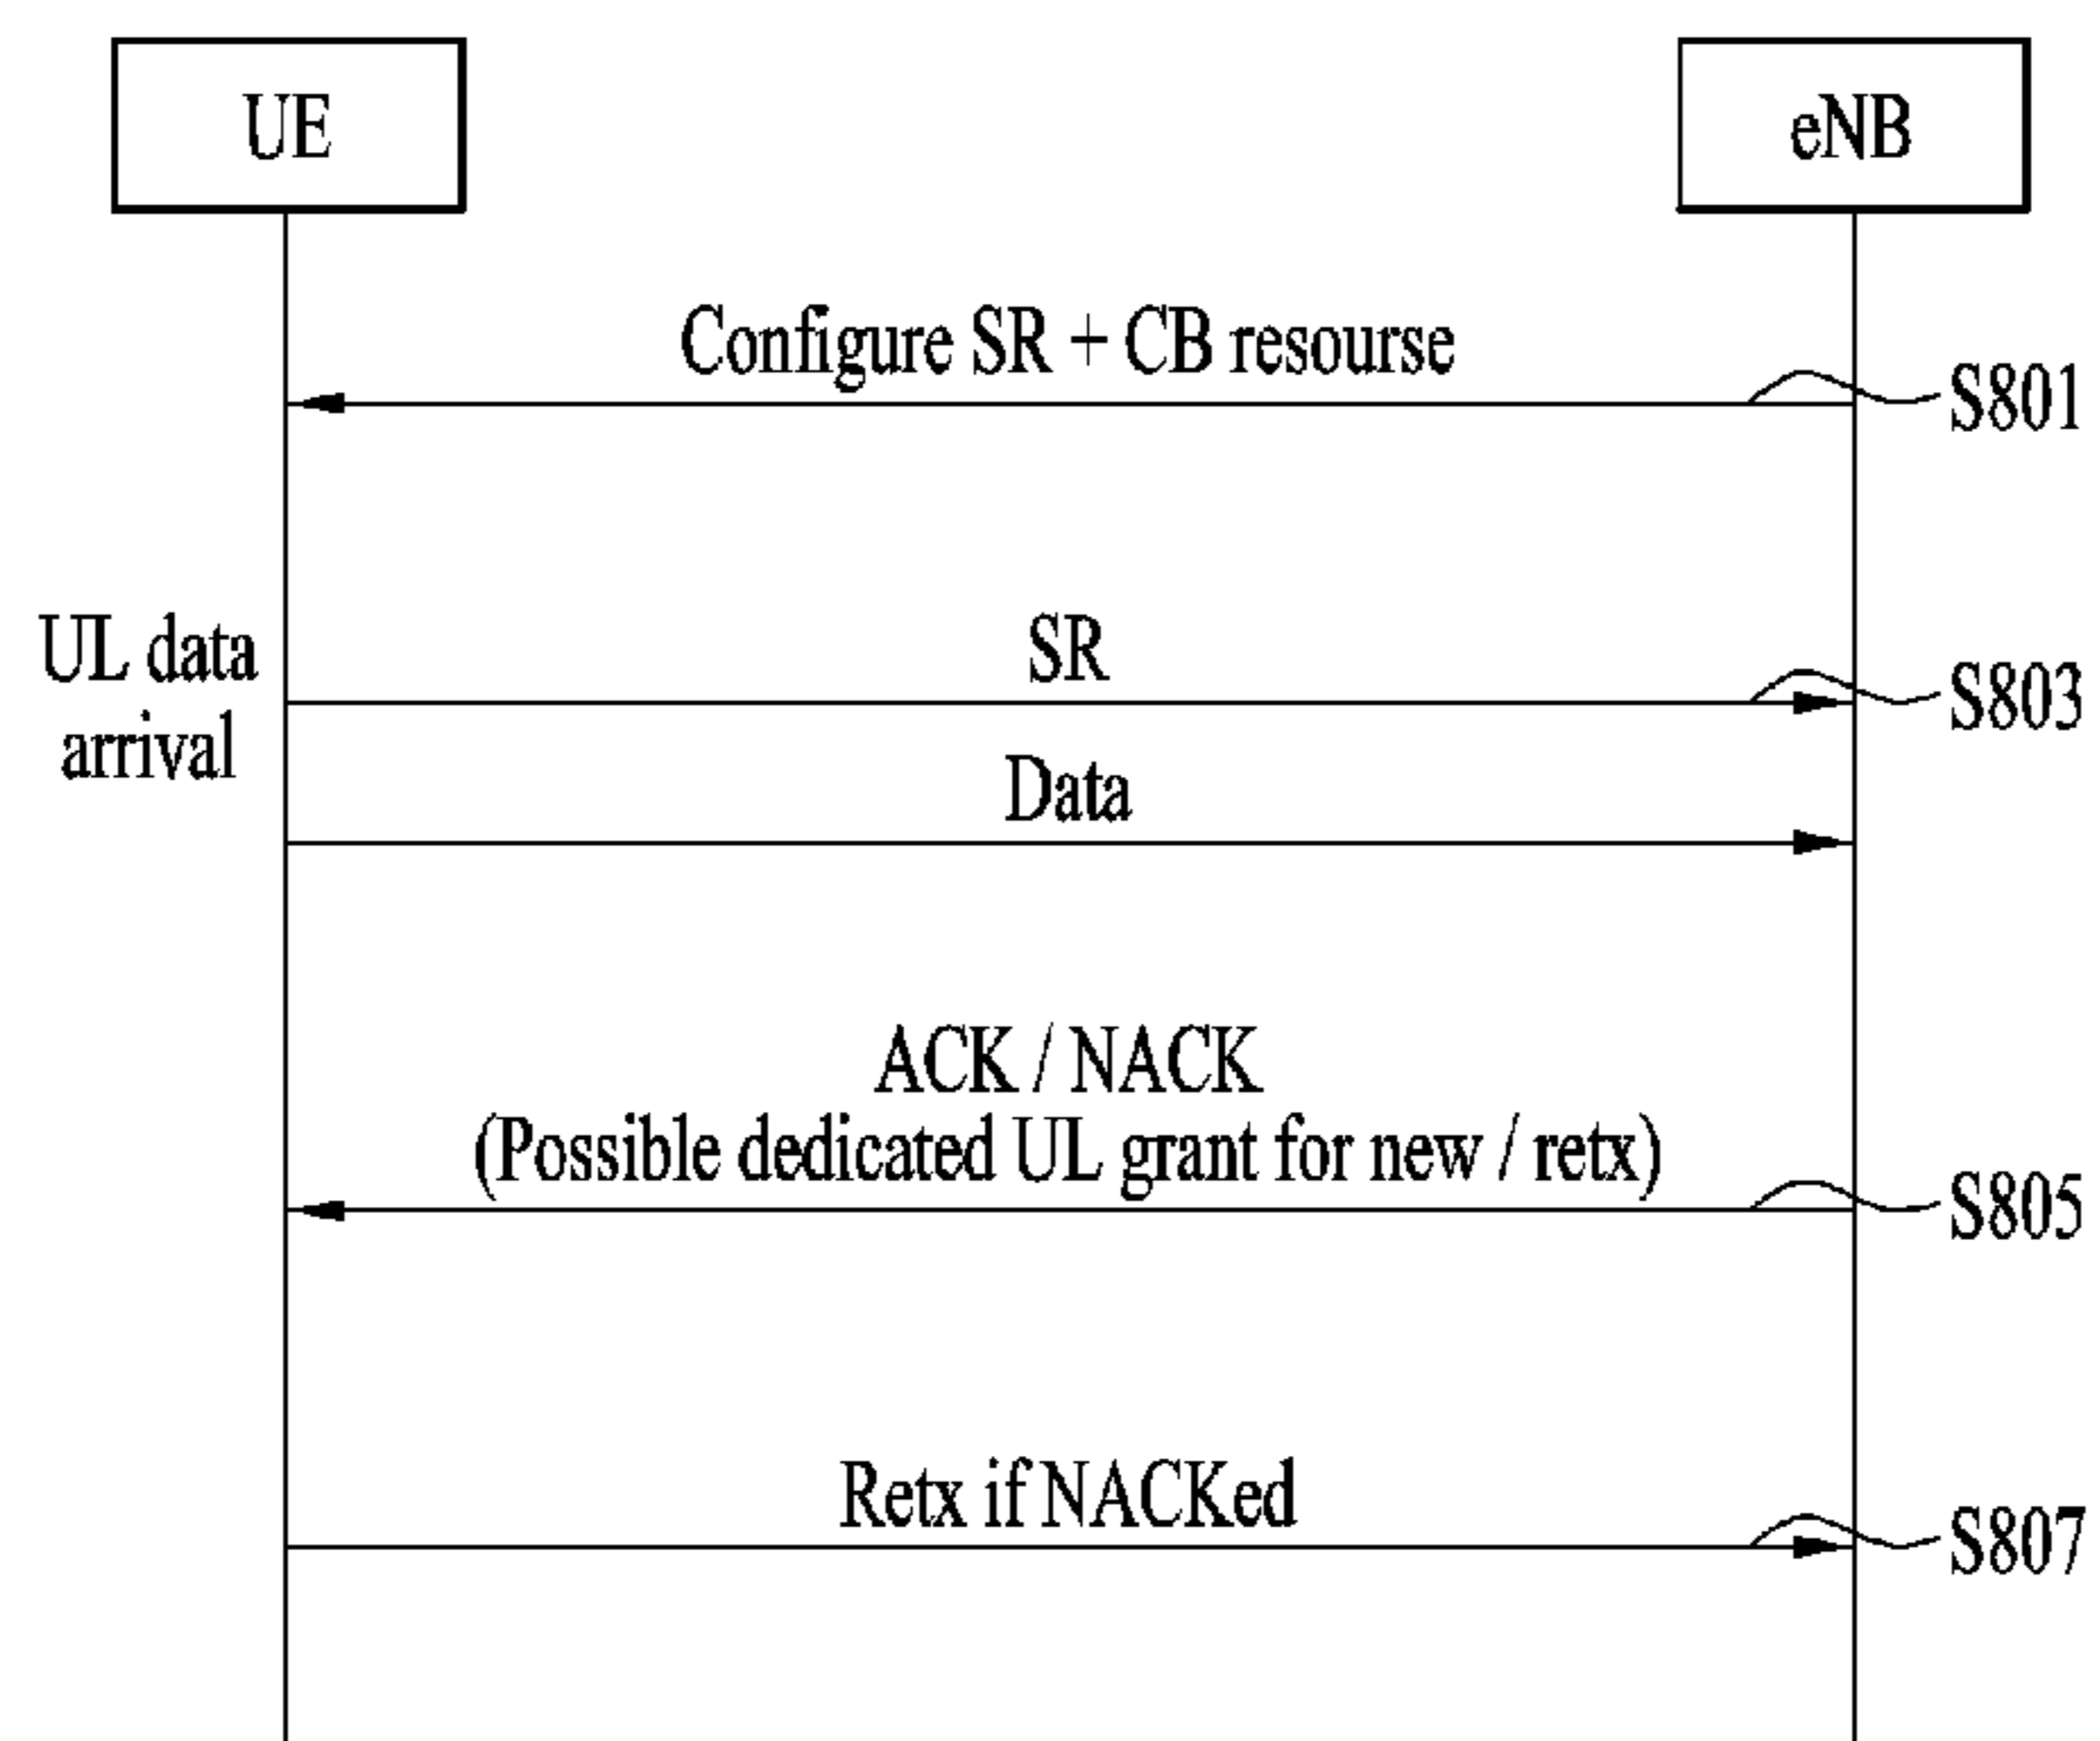 UE
eNB
Configure SR + CB resourse
S801
UL data
arrival
SR
S803
Data
ACK / NACK
(Possible dedicated UL grant for new / retx)
S805
Retx if NACKed
S807